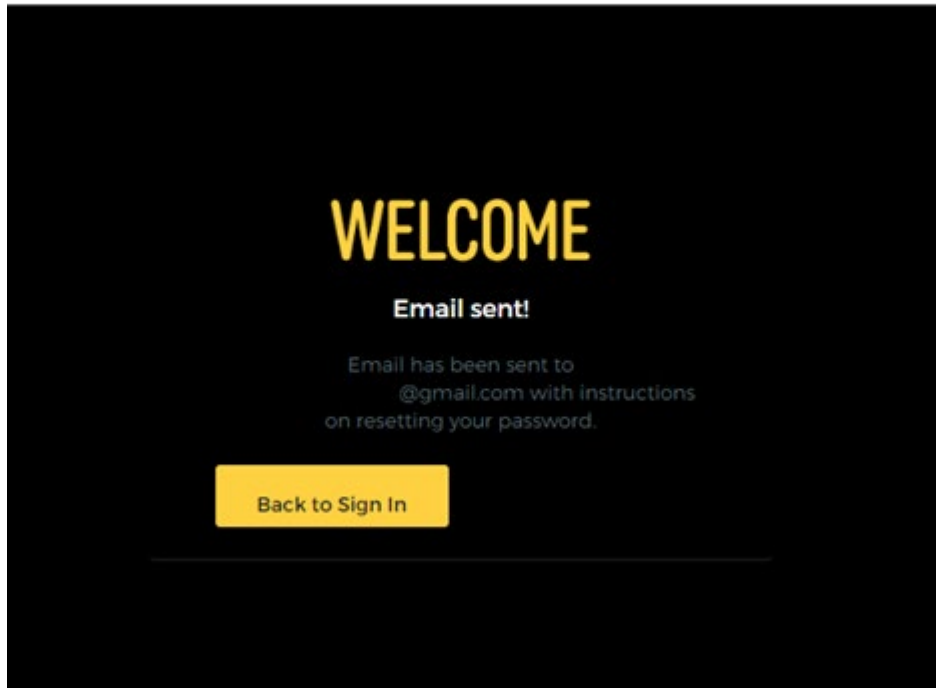 WELCOME
Email sent!
Email has been sent to
@gmail.com with instructions
on resetting your password.
Back to Sign In